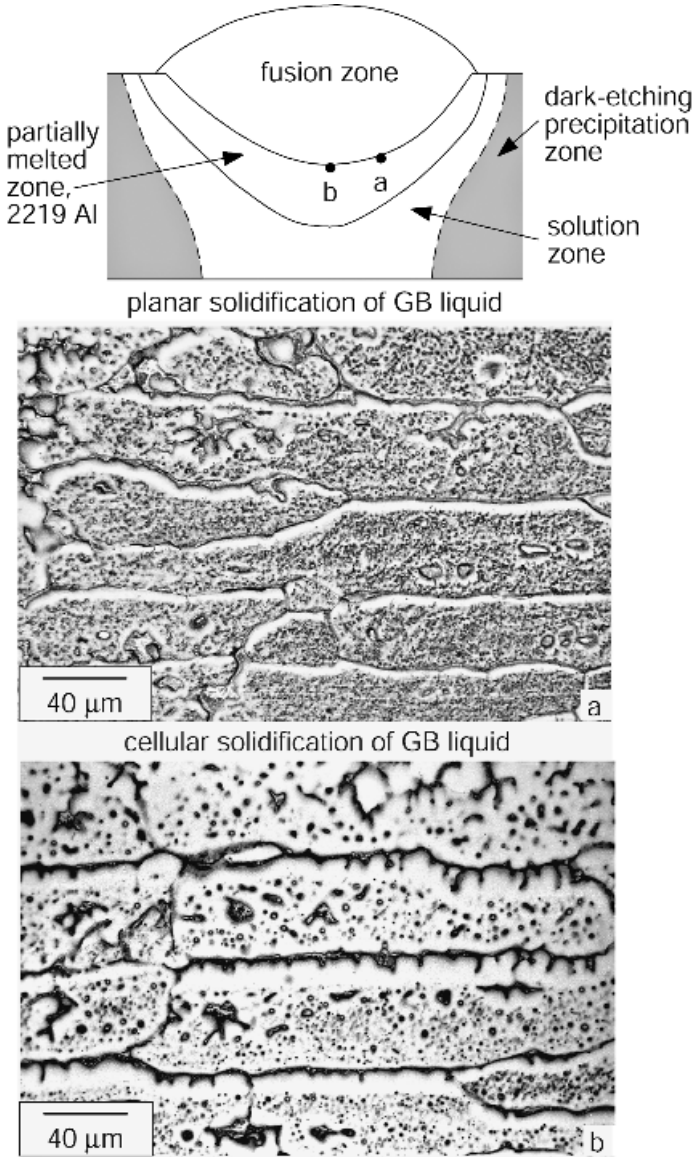 fusion zone
dark-etching
precipitation
zone
partially
melted
zone,
2219 Al
b
a
solution
zone
planar solidification of GB liquid
40 μm
a
cellular solidification of GB liquid
40 μm
b